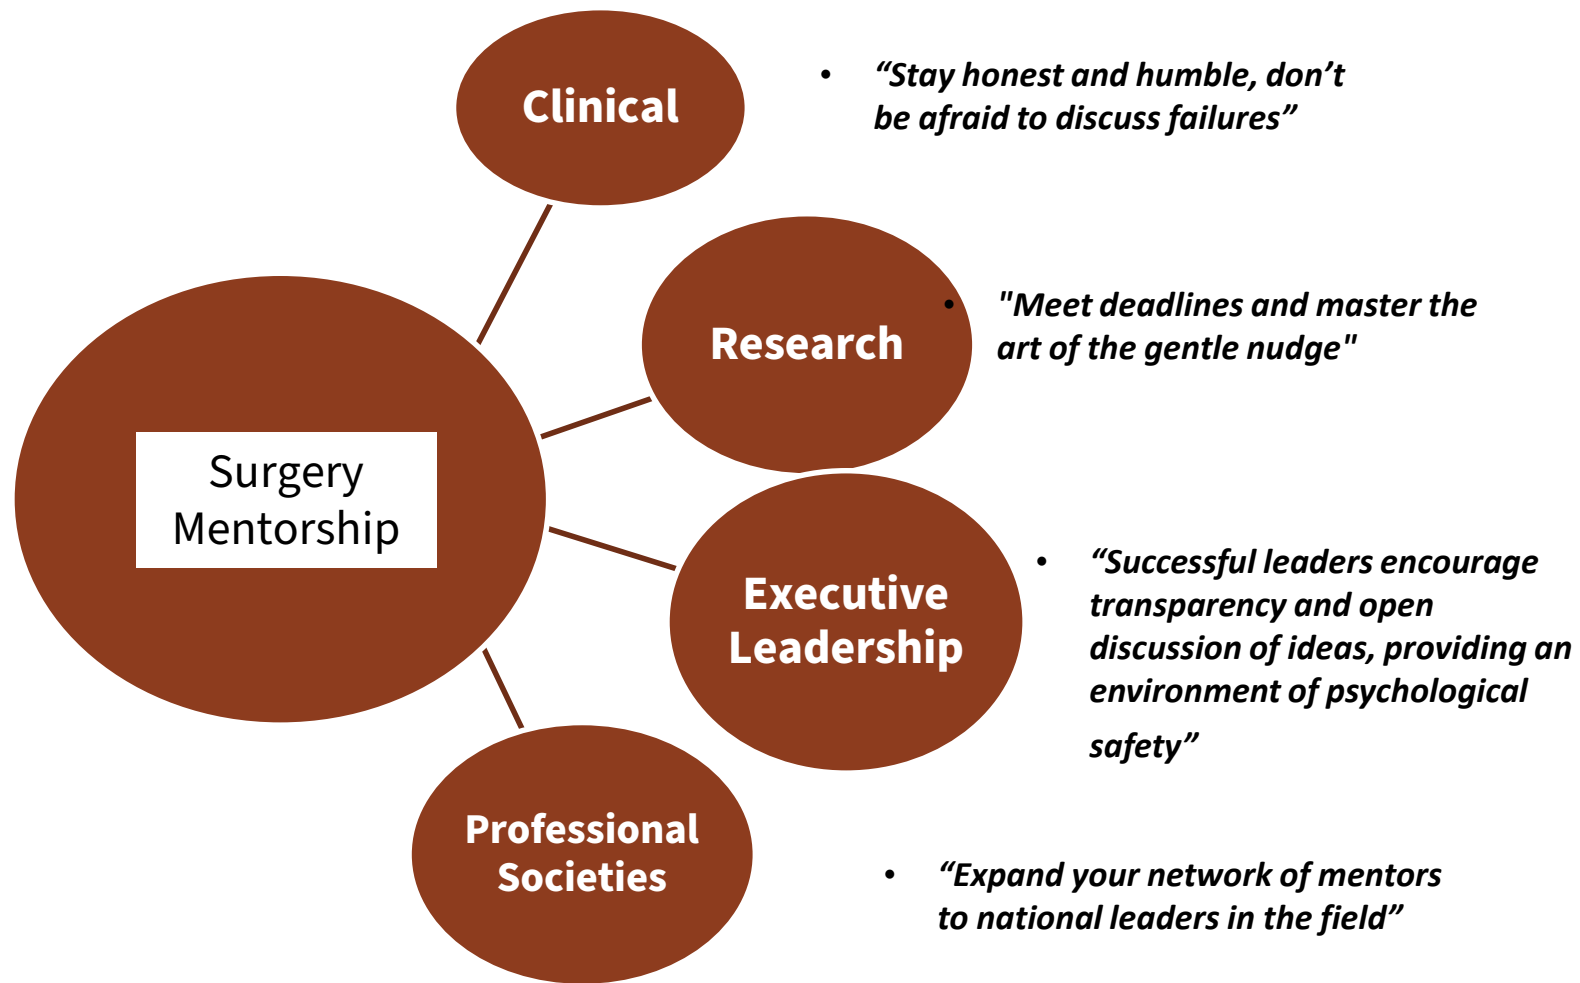 Clinical
• “Stay honest and humble, don’t
be afraid to discuss failures”
Research
• "Meet deadlines and master the
art of the gentle nudge"
Surgery
Mentorship
Executive
Leadership
• “Successful leaders encourage
transparency and open
discussion of ideas, providing an
environment of psychological
safety”
Professional
Societies
• “Expand your network of mentors
to national leaders in the field”